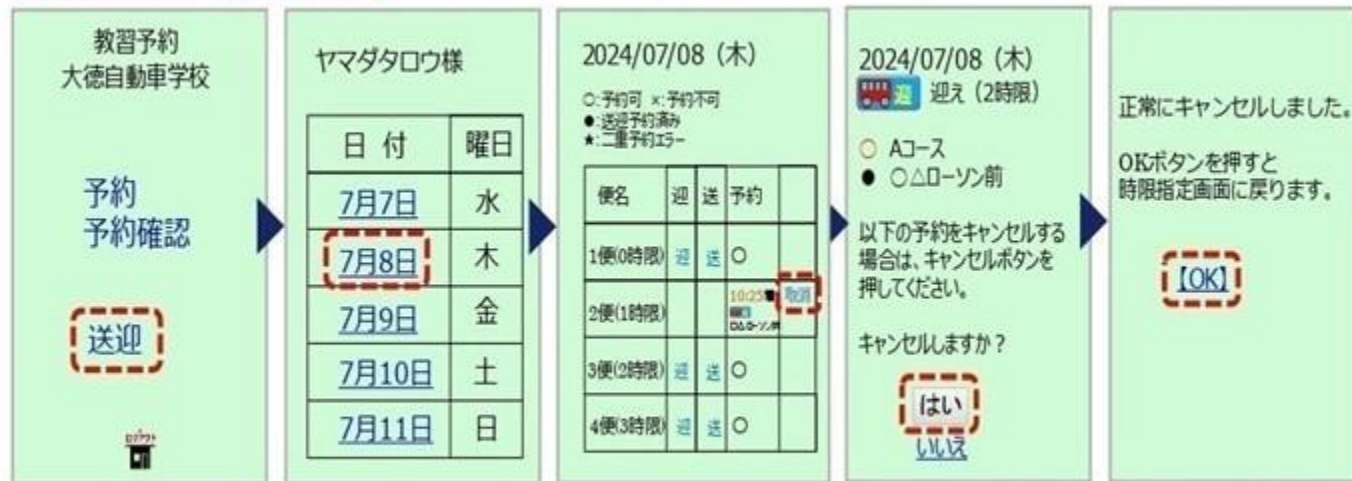 教習予約
大徳自動車学校
予約
予約確認
送迎
ログアウト
ヤマダタロウ様
日 付 曜日
7月7日 水
7月8日 木
7月9日 金
7月10日 土
7月11日 日
2024/07/08（木）
○:予約可 ×:予約不可
●:送迎予約済み
★:二重予約エラー
便名 迎 送 予約
1便(0時限) 迎 送 ○
2便(1時限) 10:25 取消
3便(2時限) 迎 送 ○
4便(3時限) 迎 送 ○
2024/07/08（木）
迎 迎え（2時限）
○ Aコース
● ○△ローソン前
以下の予約をキャンセルする
場合は、キャンセルボタンを
押してください。
キャンセルしますか？
はい
いいえ
正常にキャンセルしました。
OKボタンを押すと
時限指定画面に戻ります。
【OK】